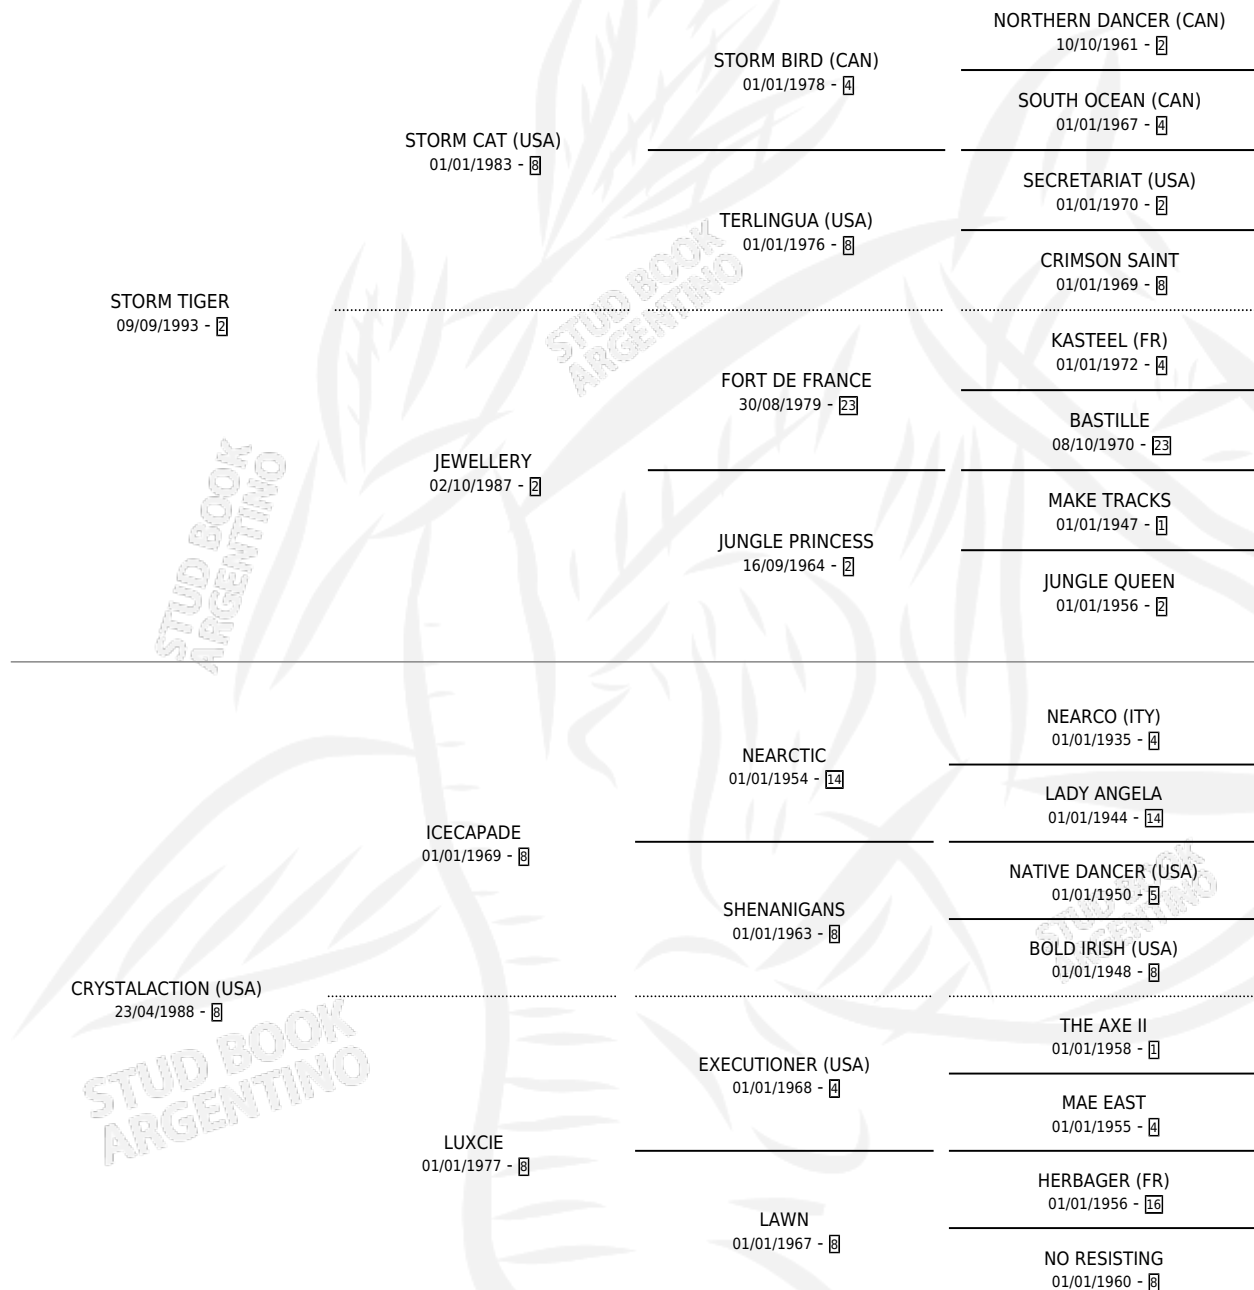 NORTHERN DANCER (CAN)
10/10/1961 - 2
STORM BIRD (CAN)
01/01/1978 - 4
SOUTH OCEAN (CAN)
01/01/1967 - 4
STORM CAT (USA)
01/01/1983 - 8
SECRETARIAT (USA)
01/01/1970 - 2
TERLINGUA (USA)
01/01/1976 - 8
CRIMSON SAINT
01/01/1969 - 8
STORM TIGER
09/09/1993 - 2
STUD BOOK
ARGENTINO
KASTEEL (FR)
01/01/1972 - 4
FORT DE FRANCE
30/08/1979 - 23
BASTILLE
08/10/1970 - 23
JEWELLERY
02/10/1987 - 2
MAKE TRACKS
01/01/1947 - 1
JUNGLE PRINCESS
16/09/1964 - 2
JUNGLE QUEEN
01/01/1956 - 2
STUD BOOK
ARGENTINO
NEARCO (ITY)
01/01/1935 - 4
NEARCTIC
01/01/1954 - 14
LADY ANGELA
01/01/1944 - 14
ICECAPADE
01/01/1969 - 8
NATIVE DANCER (USA)
01/01/1950 - 5
SHENANIGANS
01/01/1963 - 8
STUD BOOK
ARGENTINO
BOLD IRISH (USA)
01/01/1948 - 8
CRYSTALACTION (USA)
23/04/1988 - 8
STUD BOOK
ARGENTINO
THE AXE II
01/01/1958 - 1
EXECUTIONER (USA)
01/01/1968 - 4
MAE EAST
01/01/1955 - 4
LUXCIE
01/01/1977 - 8
HERBAGER (FR)
01/01/1956 - 16
LAWN
01/01/1967 - 8
NO RESISTING
01/01/1960 - 8